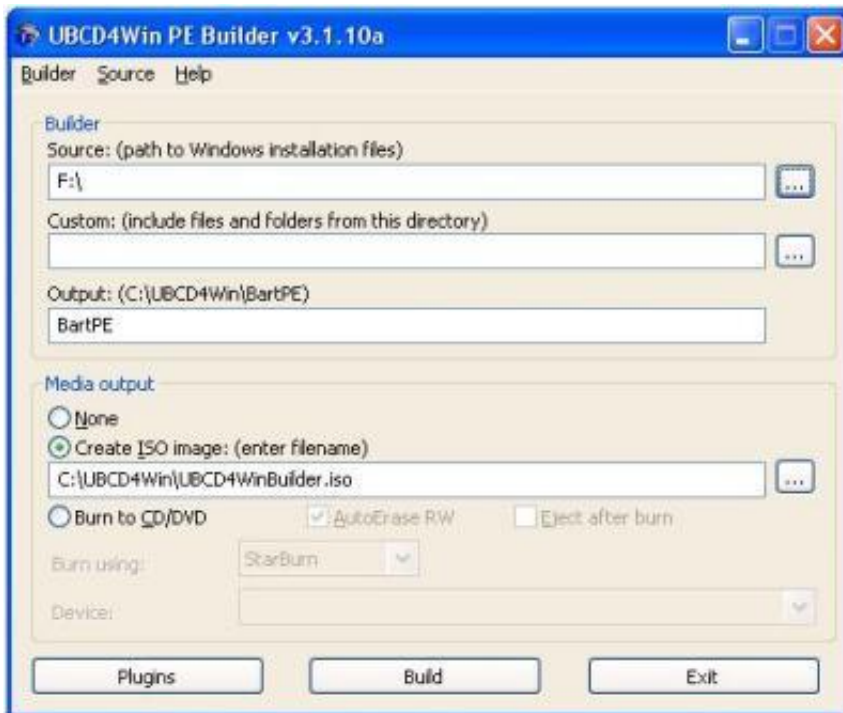 UBCD4Win PE Builder v3.1.10a
Builder Source Help
Builder
Source: (path to Windows installation files)
F:\
...
Custom: (include files and folders from this directory)
...
Output: (C:\UBCD4Win\BartPE)
BartPE
Media output
None
Create ISO image: (enter filename)
C:\UBCD4Win\UBCD4WinBuilder.iso
...
Burn to CD/DVD AutoErase RW Eject after burn
Burn using: StarBurn
Device:
Plugins Build Exit